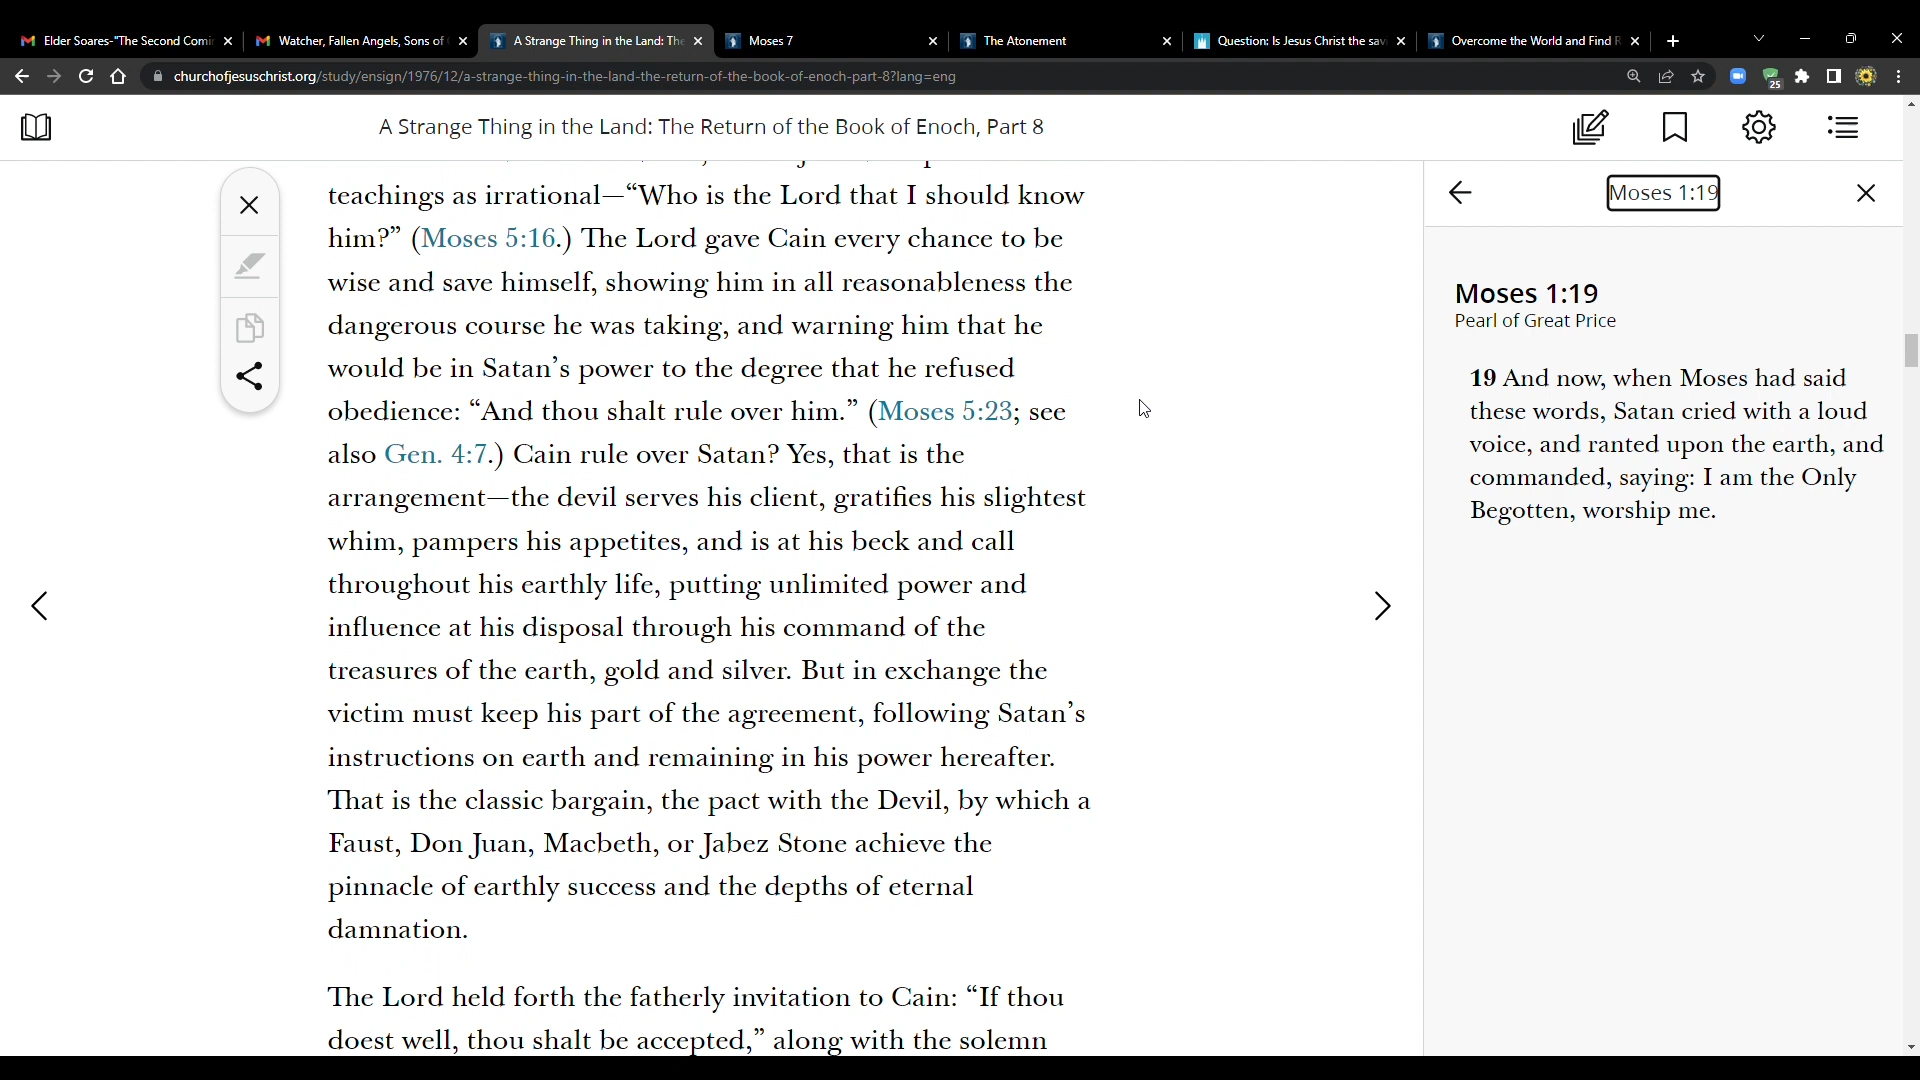 Elder Soares-"The Second Comi
Watcher, Fallen Angels, Sons of
A Strange Thing in the Land: The
Moses 7
The Atonement
Question: Is Jesus Christ the sav
Overcome the World and Find R
churchofjesuschrist.org/study/ensign/1976/12/a-strange-thing-in-the-land-the-return-of-the-book-of-enoch-part-8?lang=eng
25
A Strange Thing in the Land: The Return of the Book of Enoch, Part 8
teachings as irrational—“Who is the Lord that I should know
him?” (Moses 5:16.) The Lord gave Cain every chance to be
wise and save himself, showing him in all reasonableness the
dangerous course he was taking, and warning him that he
would be in Satan’s power to the degree that he refused
obedience: “And thou shalt rule over him.” (Moses 5:23; see
also Gen. 4:7.) Cain rule over Satan? Yes, that is the
arrangement—the devil serves his client, gratifies his slightest
whim, pampers his appetites, and is at his beck and call
throughout his earthly life, putting unlimited power and
influence at his disposal through his command of the
treasures of the earth, gold and silver. But in exchange the
victim must keep his part of the agreement, following Satan’s
instructions on earth and remaining in his power hereafter.
That is the classic bargain, the pact with the Devil, by which a
Faust, Don Juan, Macbeth, or Jabez Stone achieve the
pinnacle of earthly success and the depths of eternal
damnation.
The Lord held forth the fatherly invitation to Cain: “If thou
doest well, thou shalt be accepted,” along with the solemn
Moses 1:19
Moses 1:19
Pearl of Great Price
19 And now, when Moses had said
these words, Satan cried with a loud
voice, and ranted upon the earth, and
commanded, saying: I am the Only
Begotten, worship me.